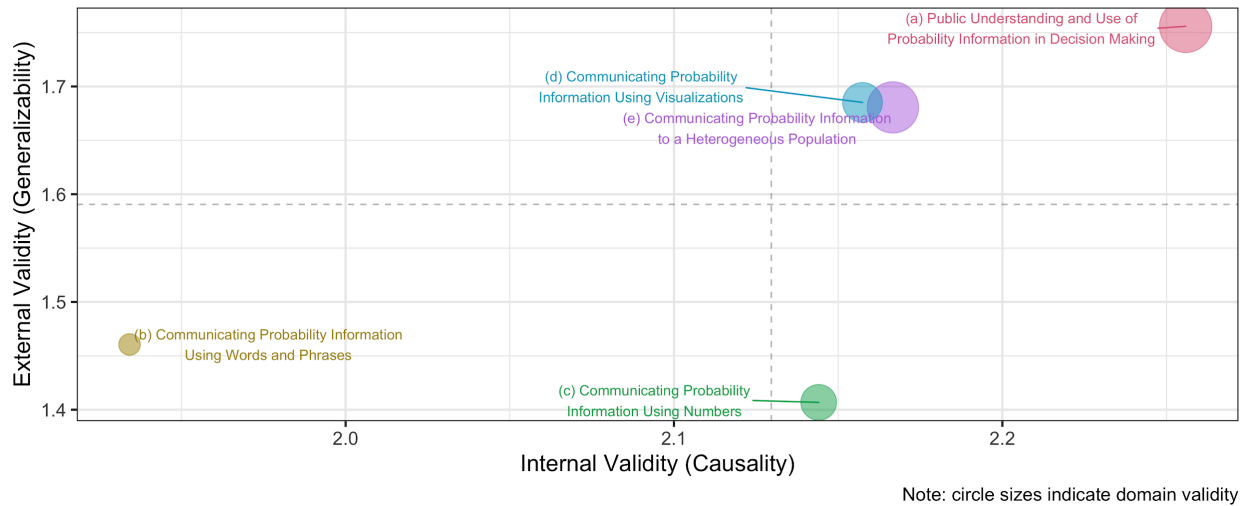 (a) Public Understanding and Use of
Probability Information in Decision Making
(d) Communicating Probability
Information Using Visualizations
(e) Communicating Probability Information
to a Heterogeneous Population
(b) Communicating Probability Information
Using Words and Phrases
(c) Communicating Probability
Information Using Numbers
External Validity (Generalizability)
1.7
1.6
1.5
1.4
2.0
2.1
2.2
Internal Validity (Causality)
Note: circle sizes indicate domain validity